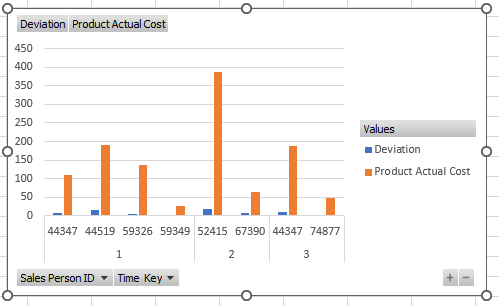 Deviation Product Actual Cost
450
400
350
300
250
200
150
100
50
0
44347 44519 59326 59349 52415 67390 44347 74877
1 2 3
Values
Deviation
Product Actual Cost
Sales Person ID Time Key